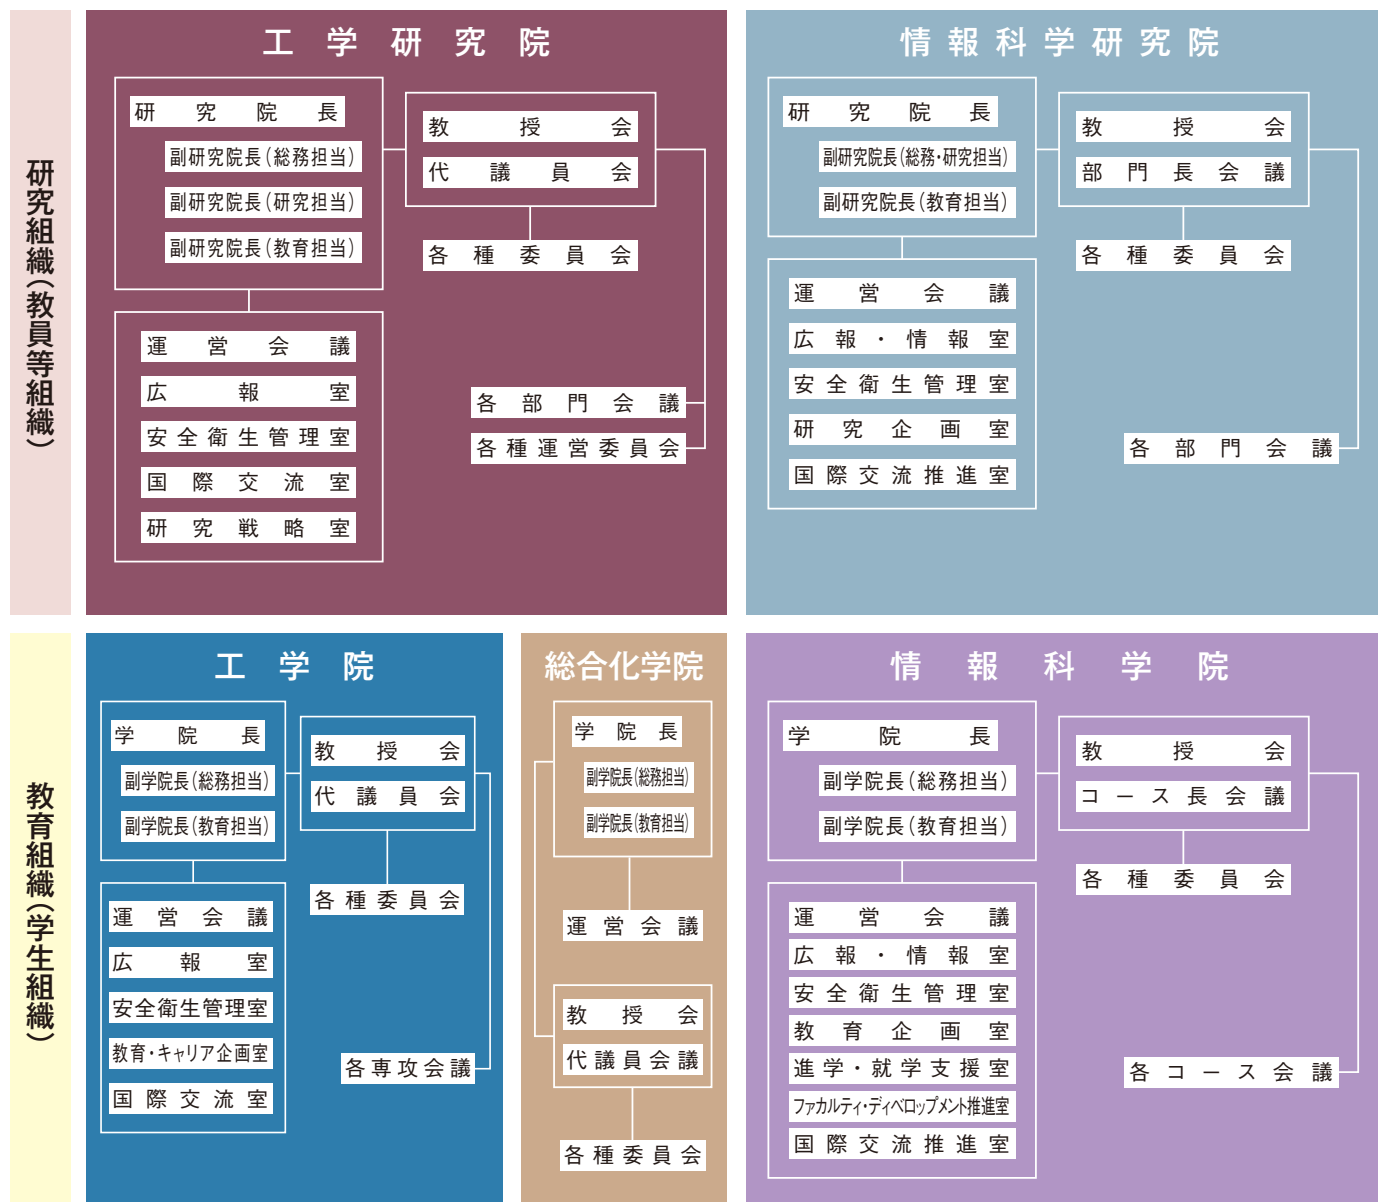 研究組織(教員等組織)
工学研究院
研究院長
副研究院長(総務担当)
副研究院長(研究担当)
副研究院長(教育担当)
教授会
代議員会
各種委員会
運営会議
広報室
安全衛生管理室
国際交流室
研究戦略室
各部門会議
各種運営委員会
情報科学研究院
研究院長
副研究院長(総務・研究担当)
副研究院長(教育担当)
教授会
部門長会議
各種委員会
運営会議
広報・情報室
安全衛生管理室
研究企画室
国際交流推進室
各部門会議
教育組織(学生組織)
工学院
学院長
副学院長(総務担当)
副学院長(教育担当)
教授会
代議員会
各種委員会
運営会議
広報室
安全衛生管理室
教育・キャリア企画室
国際交流室
各専攻会議
総合化学院
学院長
副学院長(総務担当)
副学院長(教育担当)
運営会議
教授会
代議員会議
各種委員会
情報科学院
学院長
副学院長(総務担当)
副学院長(教育担当)
教授会
コース長会議
各種委員会
運営会議
広報・情報室
安全衛生管理室
教育企画室
進学・就学支援室
ファカルティ・ディベロップメント推進室
国際交流推進室
各コース会議